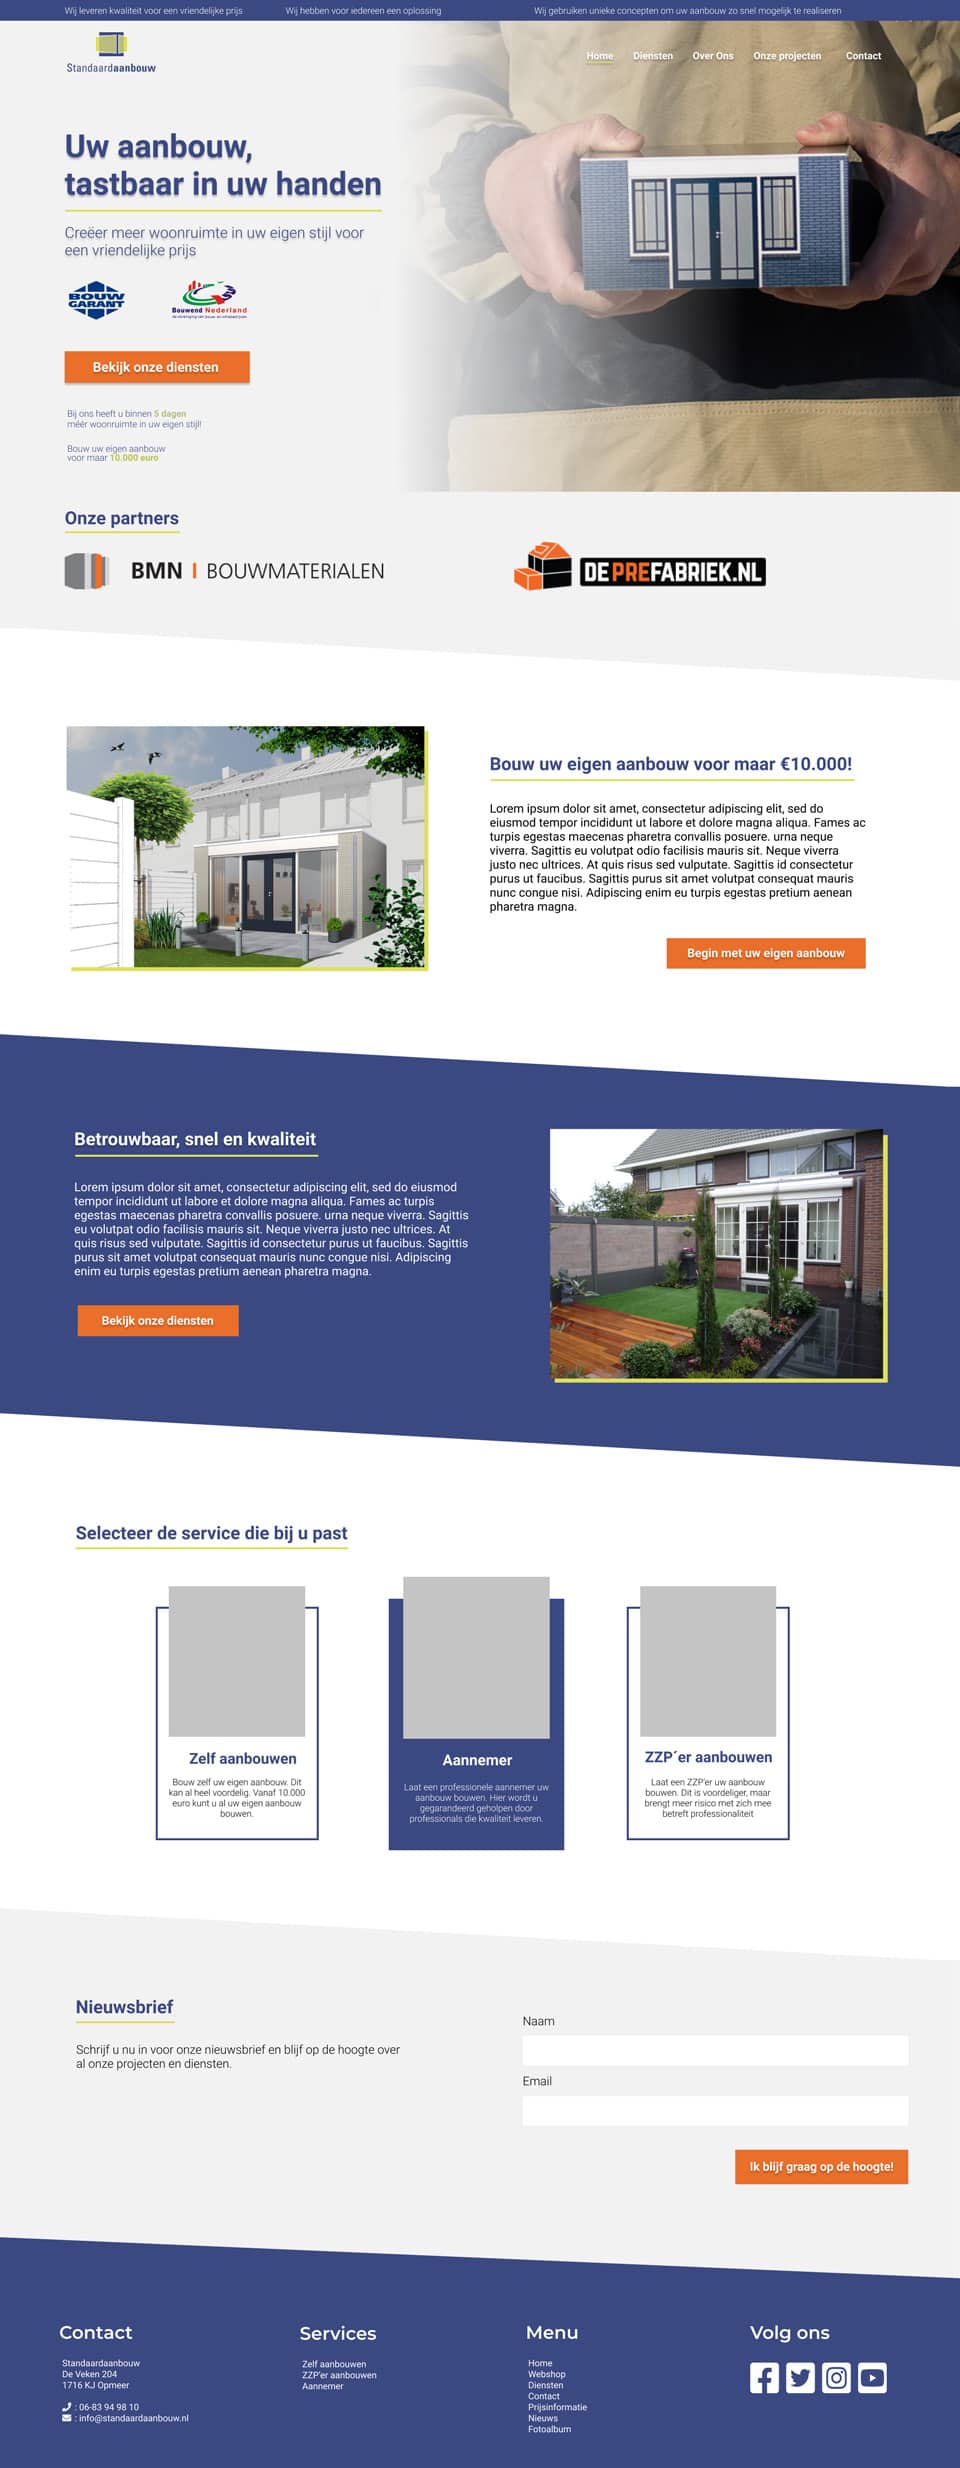 Wij leveren kwaliteit voor een vriendelijke prijs
Wij hebben voor iedereen een oplossing
Wij gebruiken unieke concepten om uw aanbouw zo snel mogelijk te realiseren
Standaardaanbouw
Home
Diensten
Over Ons
Onze projecten
Contact
Uw aanbouw,
tastbaar in uw handen
Creëer meer woonruimte in uw eigen stijl voor
een vriendelijke prijs
BOUW
GARANT
Bouwend Nederland
de vereniging van bouw- en infrabedrijven
Bekijk onze diensten
Bij ons heeft u binnen 5 dagen
méér woonruimte in uw eigen stijl!
Bouw uw eigen aanbouw
voor maar 10.000 euro
Onze partners
BMN | BOUWMATERIALEN
DEPREFABRIEK.NL
Bouw uw eigen aanbouw voor maar €10.000!
Lorem ipsum dolor sit amet, consectetur adipiscing elit, sed do
eiusmod tempor incididunt ut labore et dolore magna aliqua. Fames ac
turpis egestas maecenas pharetra convallis posuere. urna neque
viverra. Sagittis eu volutpat odio facilisis mauris sit. Neque viverra
justo nec ultrices. At quis risus sed vulputate. Sagittis id consectetur
purus ut faucibus. Sagittis purus sit amet volutpat consequat mauris
nunc congue nisi. Adipiscing enim eu turpis egestas pretium aenean
pharetra magna.
Begin met uw eigen aanbouw
Betrouwbaar, snel en kwaliteit
Lorem ipsum dolor sit amet, consectetur adipiscing elit, sed do eiusmod
tempor incididunt ut labore et dolore magna aliqua. Fames ac turpis
egestas maecenas pharetra convallis posuere. urna neque viverra. Sagittis
eu volutpat odio facilisis mauris sit. Neque viverra justo nec ultrices. At
quis risus sed vulputate. Sagittis id consectetur purus ut faucibus. Sagittis
purus sit amet volutpat consequat mauris nunc congue nisi. Adipiscing
enim eu turpis egestas pretium aenean pharetra magna.
Bekijk onze diensten
Selecteer de service die bij u past
Zelf aanbouwen
Bouw zelf uw eigen aanbouw. Dit
kan al heel voordelig. Vanaf 10.000
euro kunt u al uw eigen aanbouw
bouwen.
Aannemer
Laat een professionele aannemer uw
aanbouw bouwen. Hier wordt u
gegarandeerd geholpen door
professionals die kwaliteit leveren.
ZZP´er aanbouwen
Laat een ZZP'er uw aanbouw
bouwen. Dit is voordeliger, maar
brengt meer risico met zich mee
betreft professionaliteit
Nieuwsbrief
Schrijf u nu in voor onze nieuwsbrief en blijf op de hoogte over
al onze projecten en diensten.
Naam
Email
Ik blijf graag op de hoogte!
Contact
Standaardaanbouw
De Veken 204
1716 KJ Opmeer
: 06-83 94 98 10
: info@standaardaanbouw.nl
Services
Zelf aanbouwen
ZZP'er aanbouwen
Aannemer
Menu
Home
Webshop
Diensten
Contact
Prijsinformatie
Nieuws
Fotoalbum
Volg ons